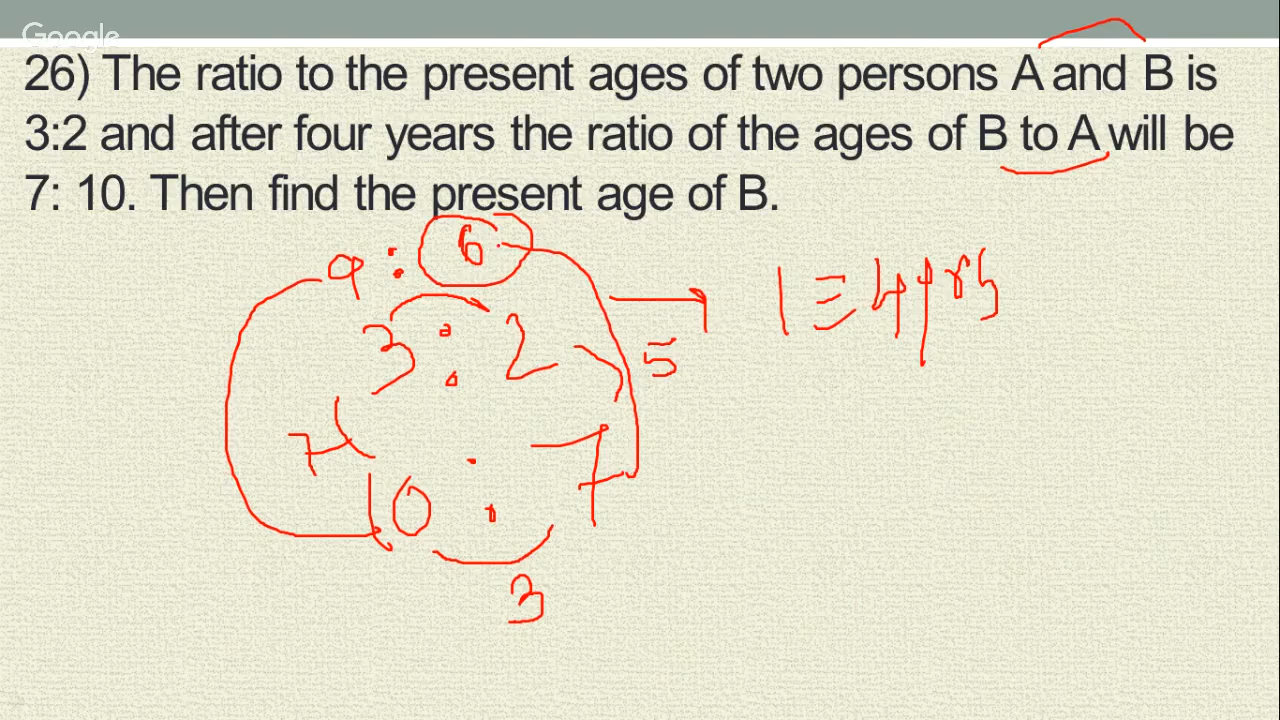 Google
26) The ratio to the present ages of two persons A and B is
3:2 and after four years the ratio of the ages of B to A will be
7: 10. Then find the present age of B.
9 : 6
1 ≡ 4yrs
3 : 2
5
7
10 : 7
3